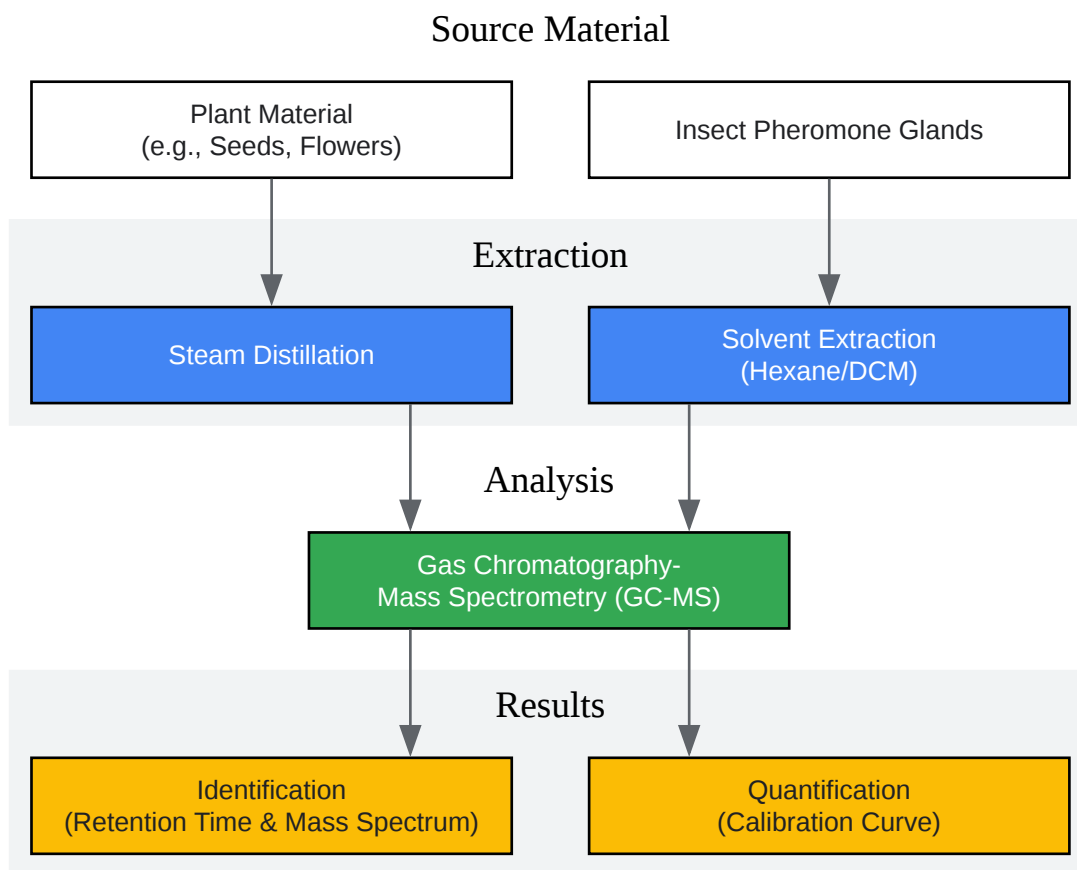 Source Material
Plant Material
(e.g., Seeds, Flowers)
Insect Pheromone Glands
Extraction
Steam Distillation
Solvent Extraction
(Hexane/DCM)
Analysis
Gas Chromatography-
Mass Spectrometry (GC-MS)
Results
Identification
(Retention Time & Mass Spectrum)
Quantification
(Calibration Curve)